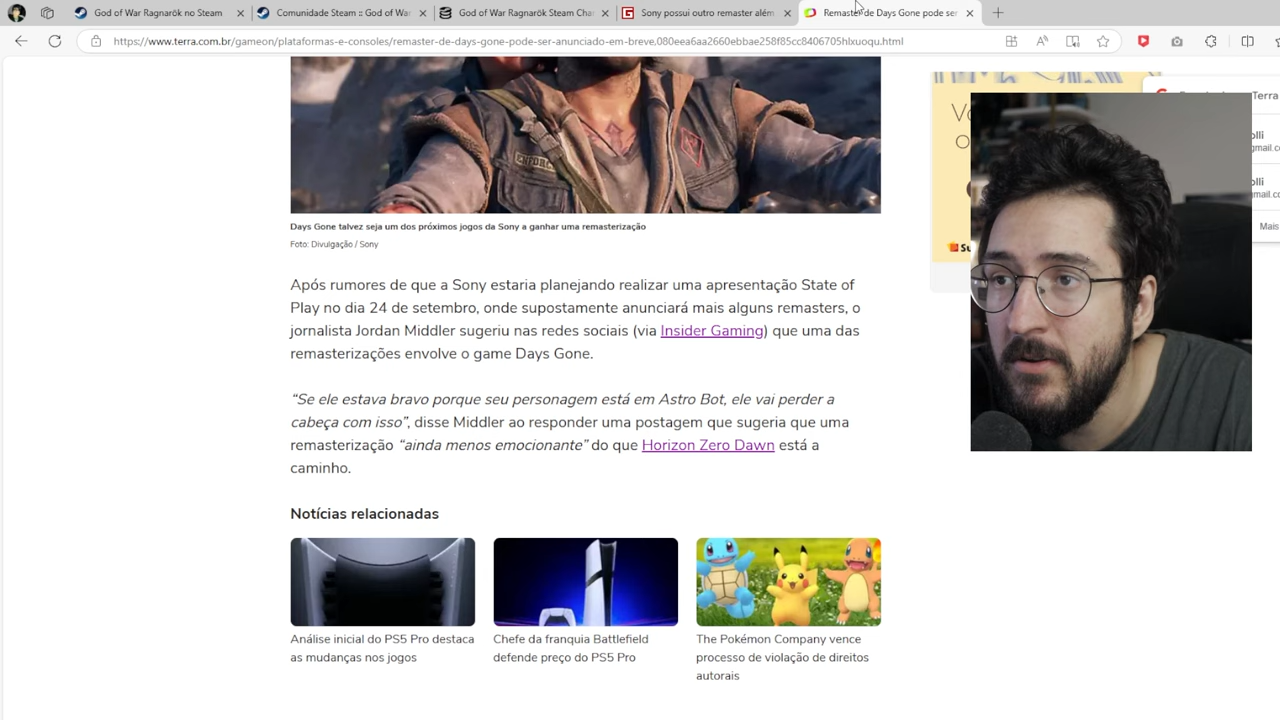 God of War Ragnarök no Steam
Comunidade Steam :: God of War
God of War Ragnarök Steam Cha
Sony possui outro remaster além
Remaster de Days Gone pode ser
https://www.terra.com.br/gameon/plataformas-e-consoles/remaster-de-days-gone-pode-ser-anunciado-em-breve,080eea6aa2660ebbae258f85cc8406705hlxuoqu.html
Terra
olli
gmail.co
olli
gmail.co
Mais
ENFORCE
Days Gone talvez seja um dos próximos jogos da Sony a ganhar uma remasterização
Foto: Divulgação / Sony
Após rumores de que a Sony estaria planejando realizar uma apresentação State of
Play no dia 24 de setembro, onde supostamente anunciará mais alguns remasters, o
jornalista Jordan Middler sugeriu nas redes sociais (via Insider Gaming) que uma das
remasterizações envolve o game Days Gone.
“Se ele estava bravo porque seu personagem está em Astro Bot, ele vai perder a
cabeça com isso”, disse Middler ao responder uma postagem que sugeria que uma
remasterização “ainda menos emocionante” do que Horizon Zero Dawn está a
caminho.
Notícias relacionadas
Análise inicial do PS5 Pro destaca
as mudanças nos jogos
Chefe da franquia Battlefield
defende preço do PS5 Pro
The Pokémon Company vence
processo de violação de direitos
autorais